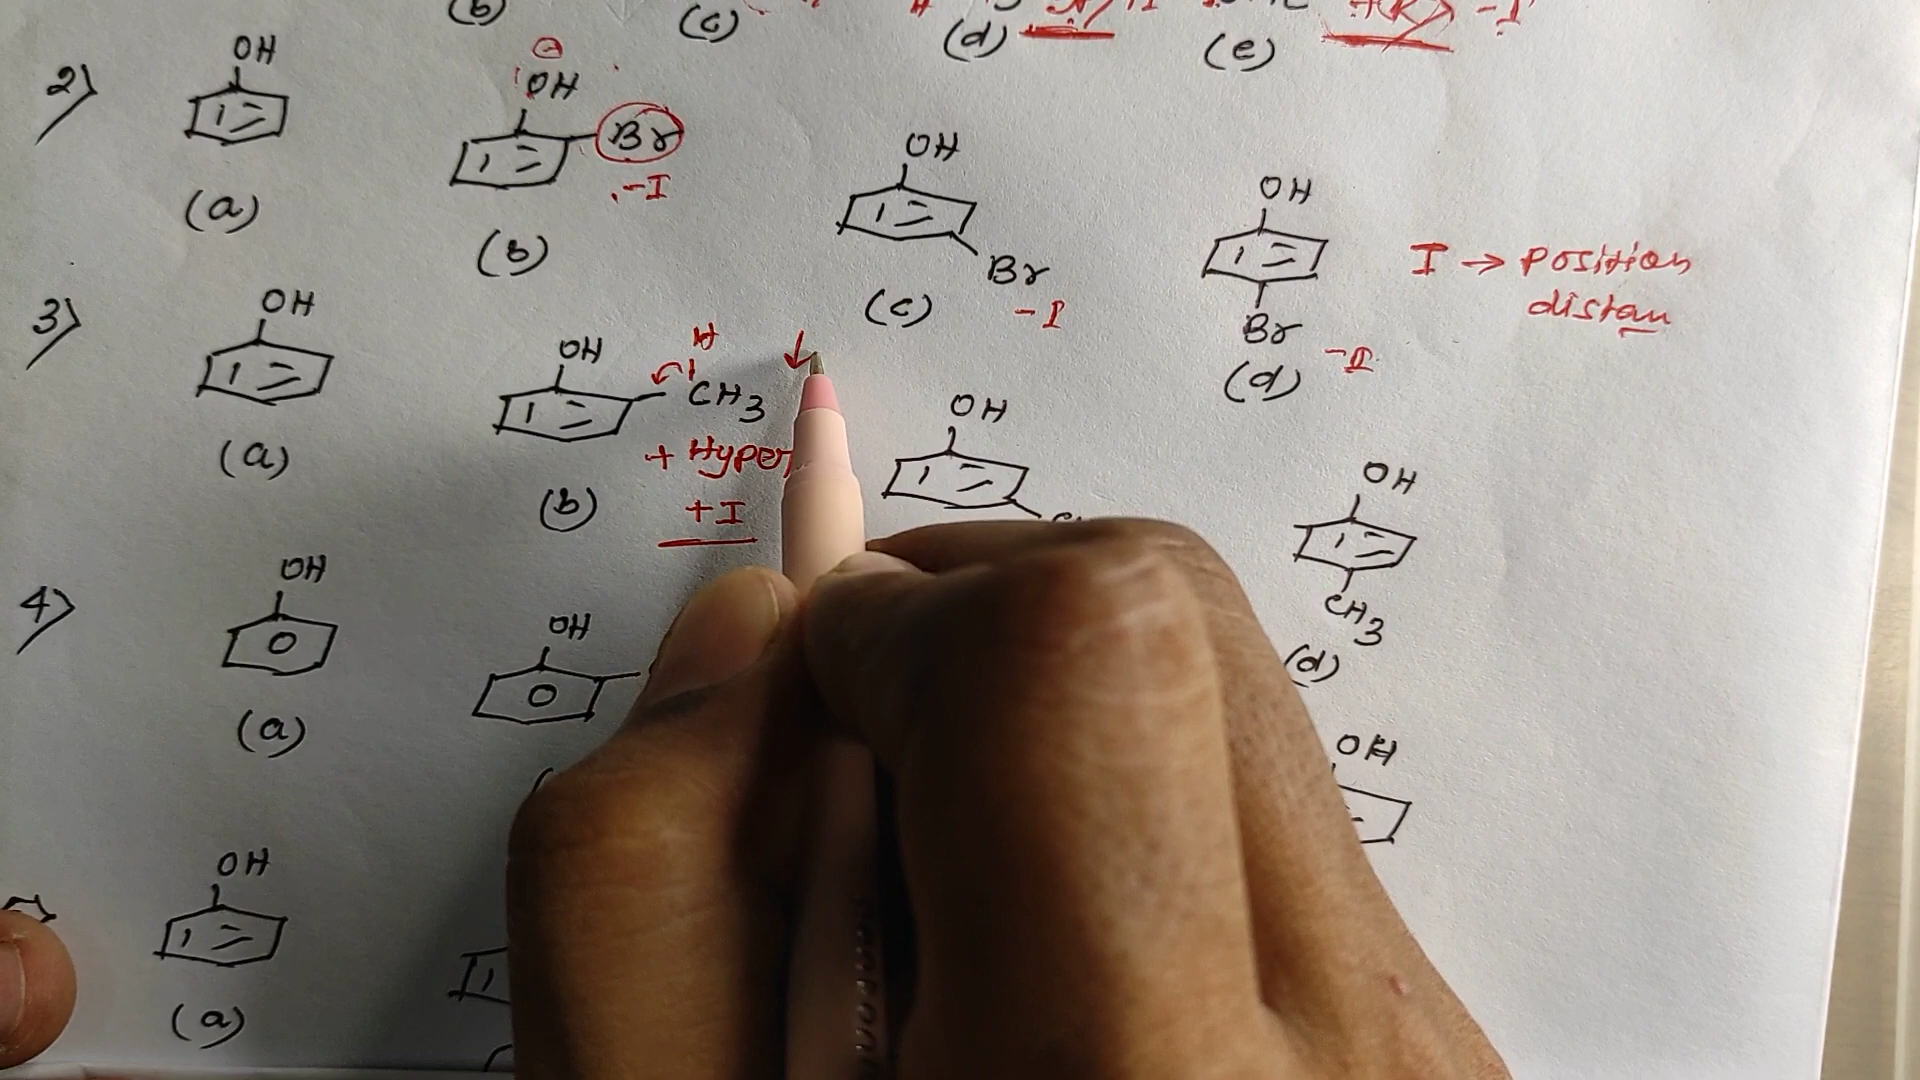 (b)
(c)
(d)
(e)
-I
2)
OH
(a)
OH
Br
-I
(b)
OH
Br
-I
(c)
OH
Br
-I
(d)
I → position
distan
3)
OH
(a)
OH
H
CH3
+ Hyper
+I
(b)
OH
OH
CH3
(d)
4)
OH
(a)
OH
OH
OH
(a)